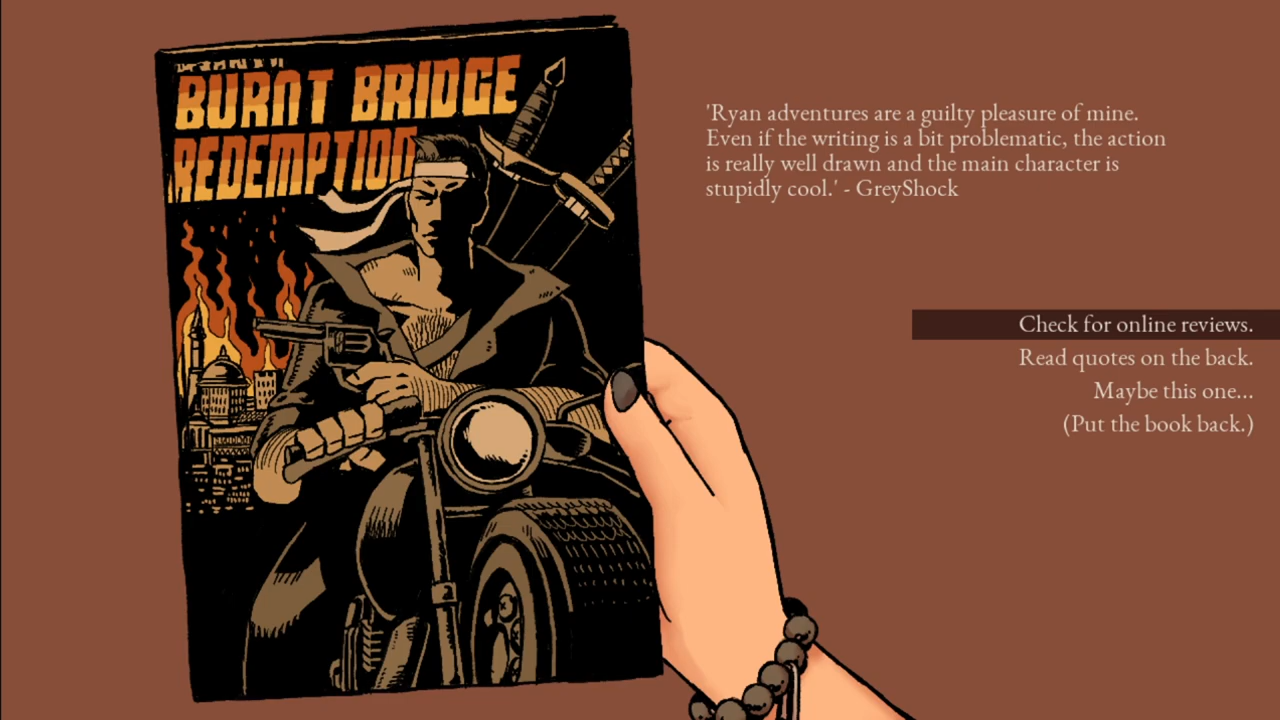 BURNT BRIDGE
REDEMPTION
'Ryan adventures are a guilty pleasure of mine.
Even if the writing is a bit problematic, the action
is really well drawn and the main character is
stupidly cool.' - GreyShock
Check for online reviews.
Read quotes on the back.
Maybe this one...
(Put the book back.)